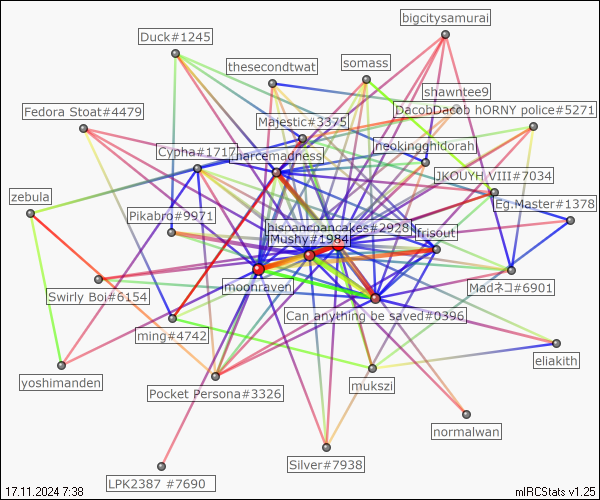 bigcitysamurai
Duck#1245
thesecondtwat
somass
shawntee9
Fedora Stoat#4479
DacobDacob hORNY police#5271
Majestic#3375
Cypha#1717
harcemadness
neokinghidorah
JKOUYH VIII#7034
zebula
Eg.Master#1378
Pikabro#9971
hispancpancakes#2928
Mushy#1984
frisout
moonraven
Madネコ#6901
Swirly Boi#6154
Can anything be saved#0396
ming#4742
eliakith
yoshimanden
Pocket Persona#3326
mukszi
normalwan
Silver#7938
LPK2387 #7690
17.11.2024 7:38
mIRCStats v1.25